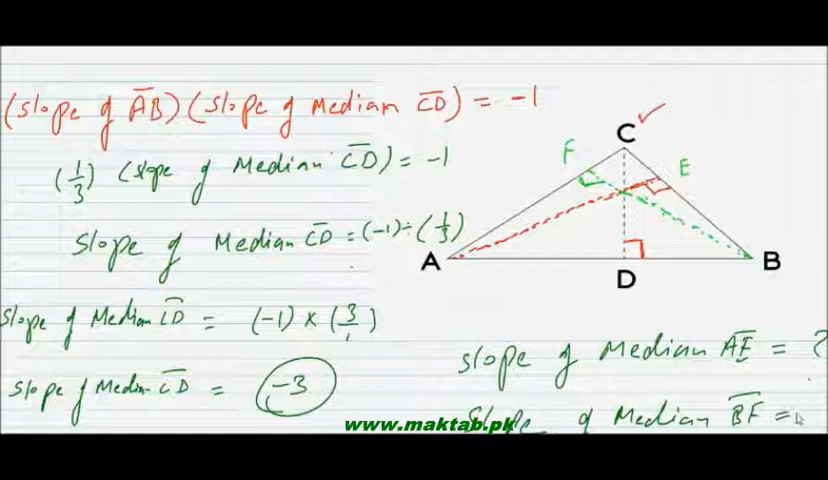 (slope of AB)(slope of Median CD) = -1
(1/3) (slope of Median CD) = -1
slope of Median CD = (-1) ÷ (1/3)
slope of Median CD = (-1) × (3/1)
slope of Median CD = -3
C
F
E
A
B
D
slope of Median AE = ?
slope of Median BF =
www.maktab.pk